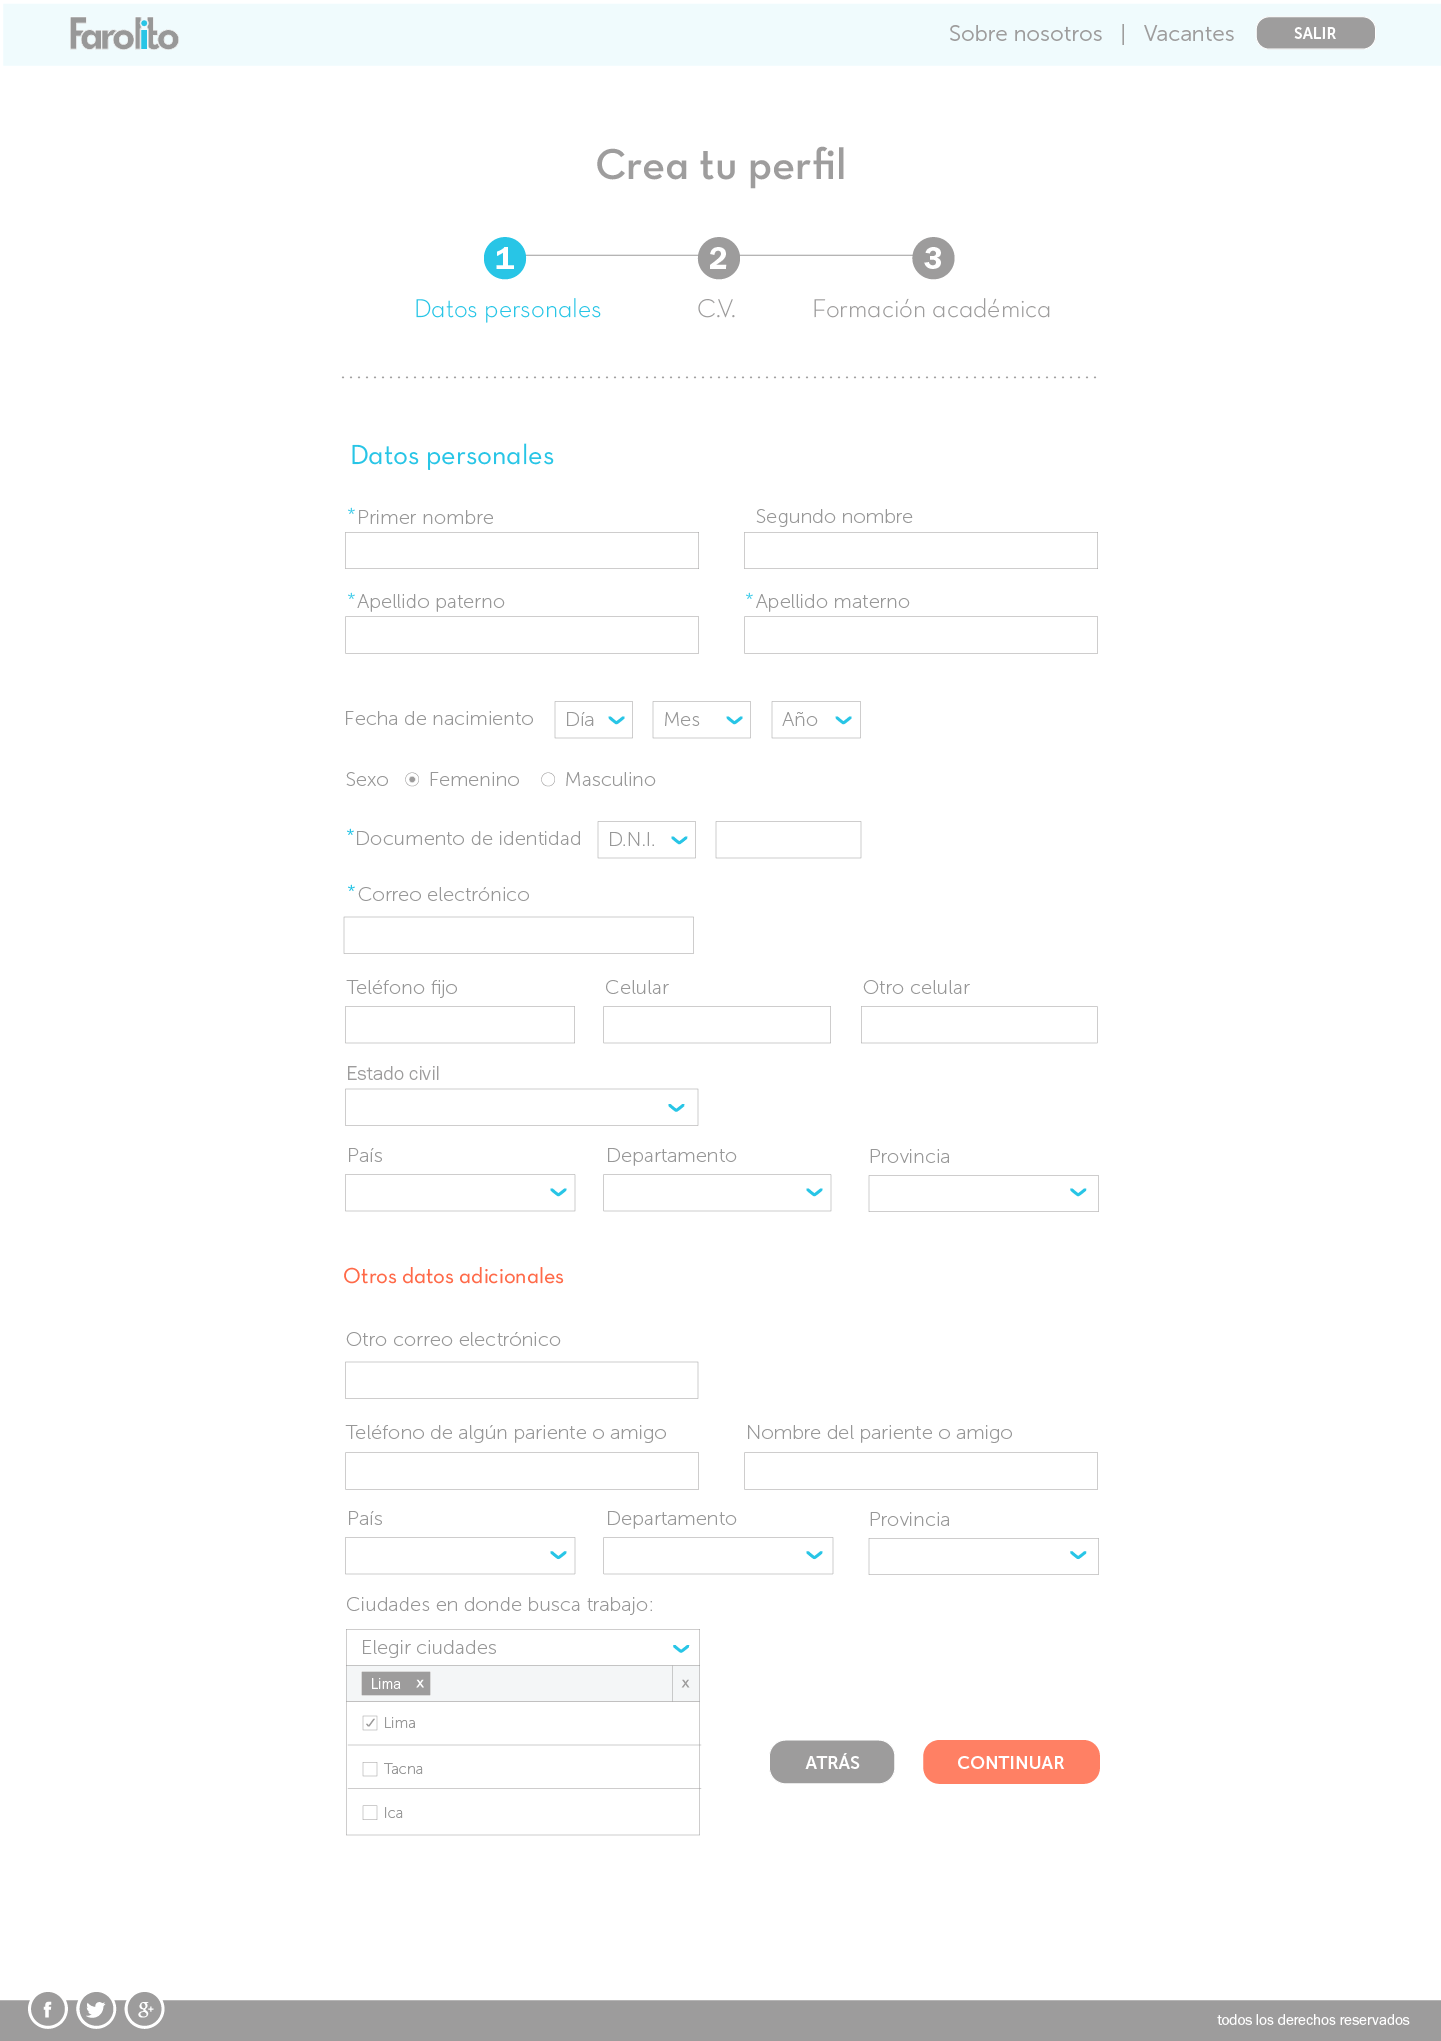 Farolito
Sobre nosotros | Vacantes SALIR
Crea tu perfil
1 2 3
Datos personales C.V. Formación académica
Datos personales
*Primer nombre Segundo nombre
*Apellido paterno *Apellido materno
Fecha de nacimiento Día Mes Año
Sexo Femenino Masculino
*Documento de identidad D.N.I.
*Correo electrónico
Teléfono fijo Celular Otro celular
Estado civil
País Departamento Provincia
Otros datos adicionales
Otro correo electrónico
Teléfono de algún pariente o amigo Nombre del pariente o amigo
País Departamento Provincia
Ciudades en donde busca trabajo:
Elegir ciudades
Lima x x
Lima
Tacna
Ica
ATRÁS CONTINUAR
f g+
todos los derechos reservados